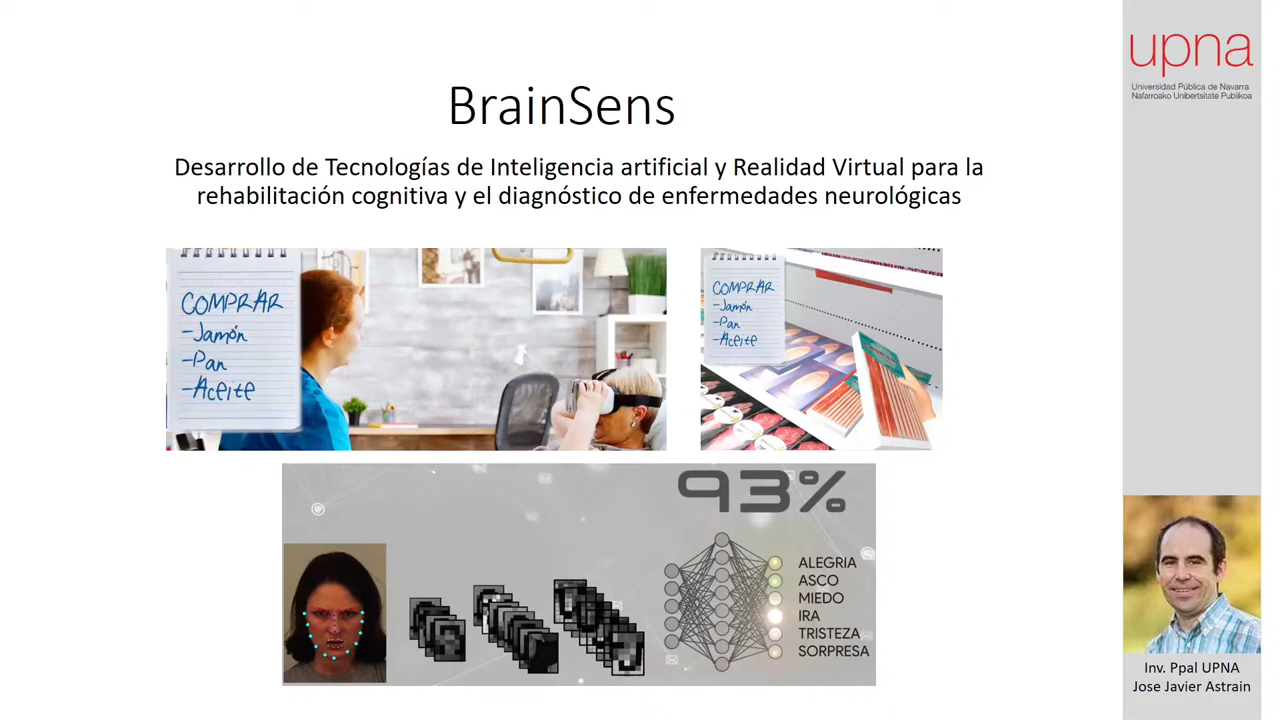 upna
Universidad Pública de Navarra
Nafarroako Unibertsitate Publikoa
BrainSens
Desarrollo de Tecnologías de Inteligencia artificial y Realidad Virtual para la
rehabilitación cognitiva y el diagnóstico de enfermedades neurológicas
COMPRAR
-Jamón
-Pan
-Aceite
COMPRAR
-Jamón
-Pan
-Aceite
93%
ALEGRIA
ASCO
MIEDO
IRA
TRISTEZA
SORPRESA
Inv. Ppal UPNA
Jose Javier Astrain